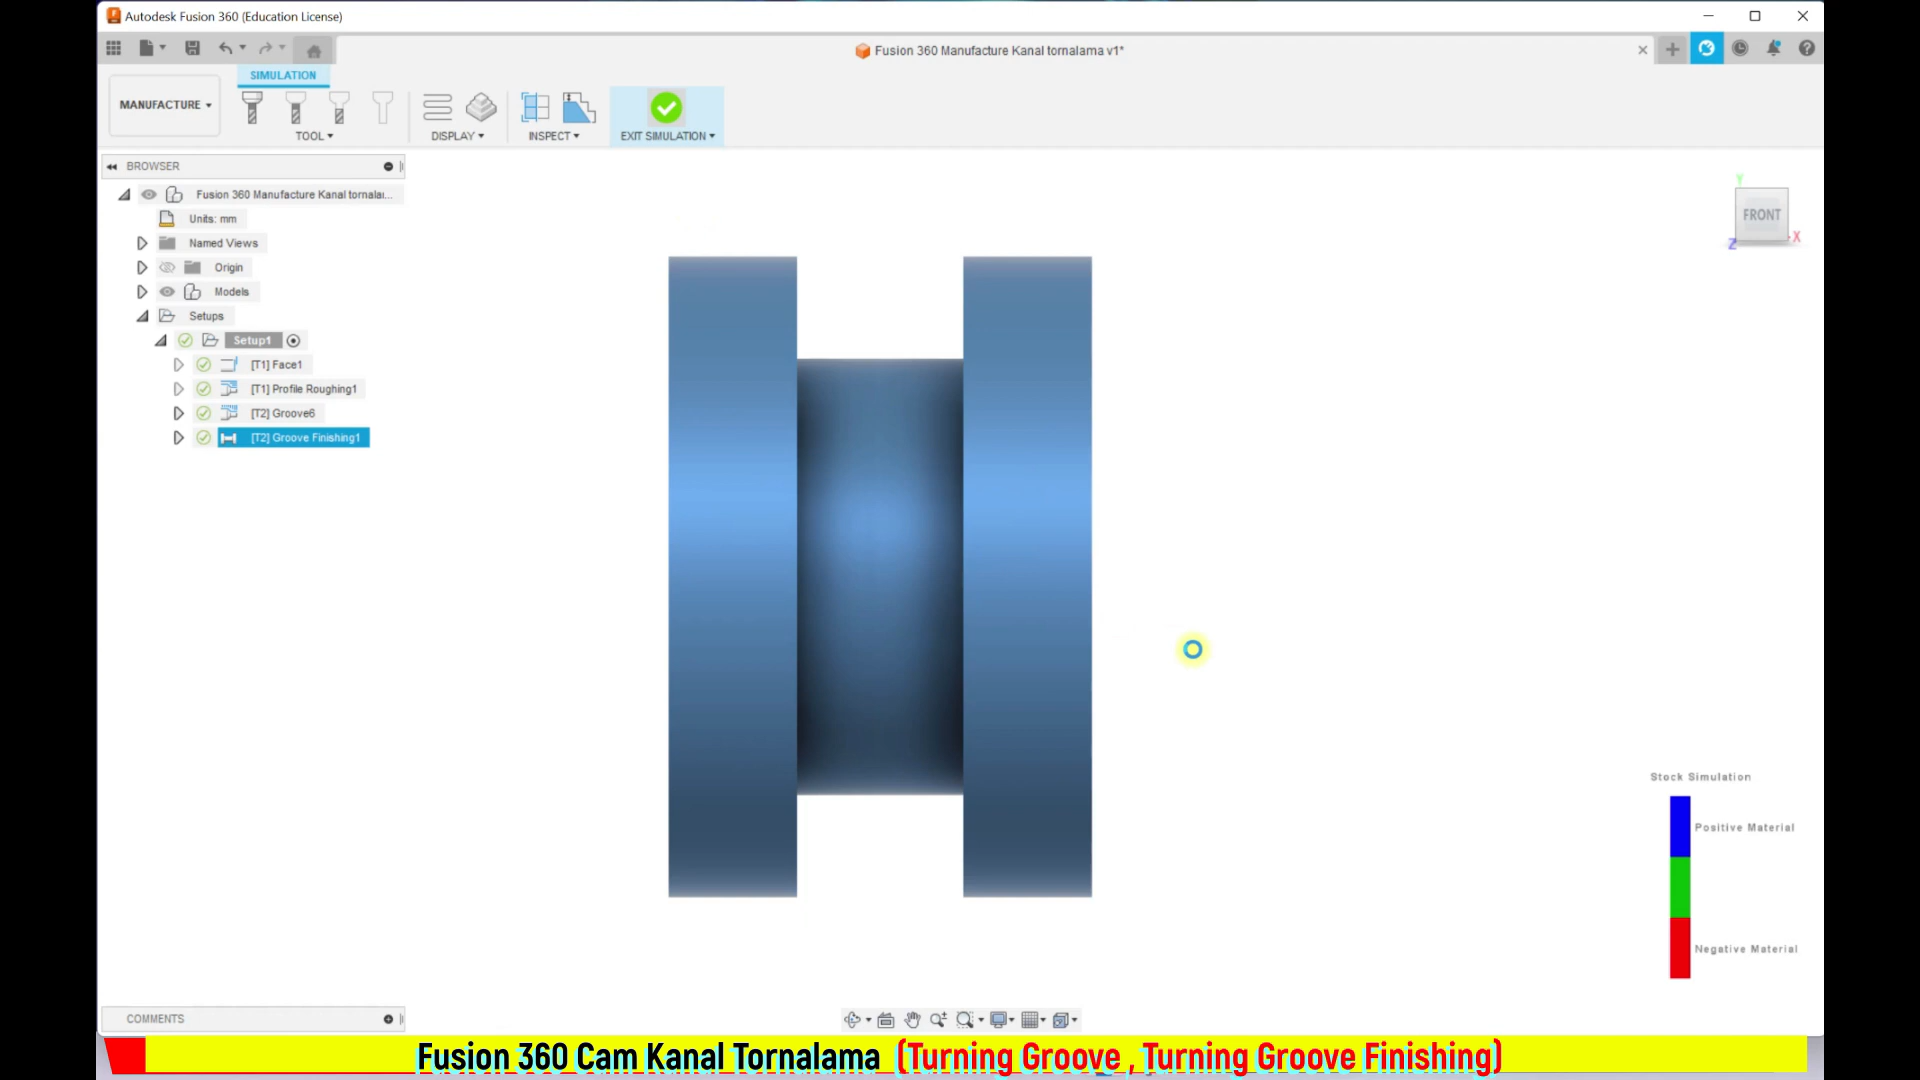 Autodesk Fusion 360 (Education License)
Fusion 360 Manufacture Kanal tornalama v1*
SIMULATION
MANUFACTURE
TOOL
DISPLAY
INSPECT
EXIT SIMULATION
BROWSER
Fusion 360 Manufacture Kanal tornalaı...
Units: mm
Named Views
Origin
Models
Setups
Setup1
[T1] Face1
[T1] Profile Roughing1
[T2] Groove6
[T2] Groove Finishing1
Y
FRONT
Z
X
Stock Simulation
Positive Material
Negative Material
COMMENTS
Fusion 360 Cam Kanal Tornalama (Turning Groove , Turning Groove Finishing)